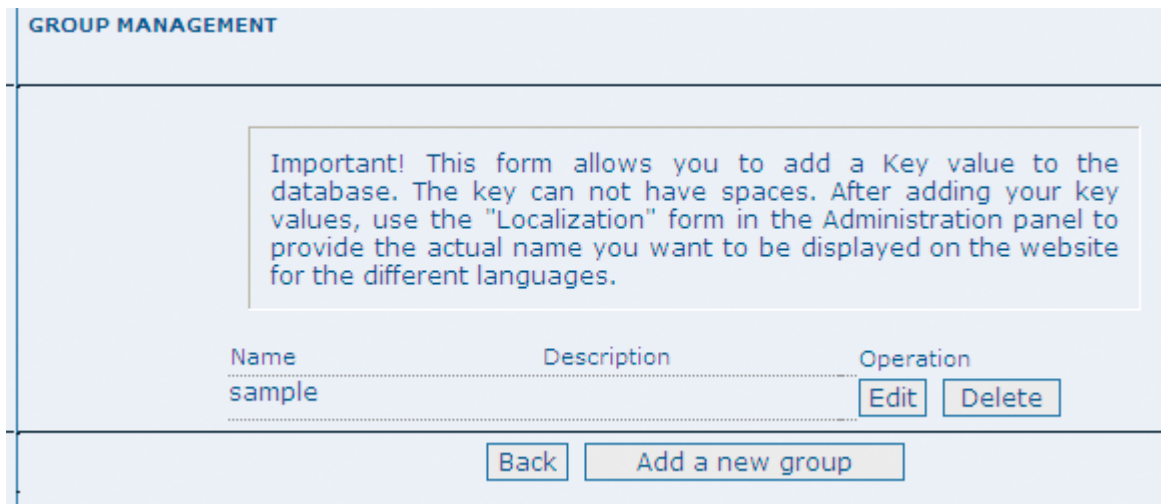 GROUP MANAGEMENT
Important! This form allows you to add a Key value to the
database. The key can not have spaces. After adding your key
values, use the "Localization" form in the Administration panel to
provide the actual name you want to be displayed on the website
for the different languages.
Name Description Operation
sample Edit Delete
Back Add a new group